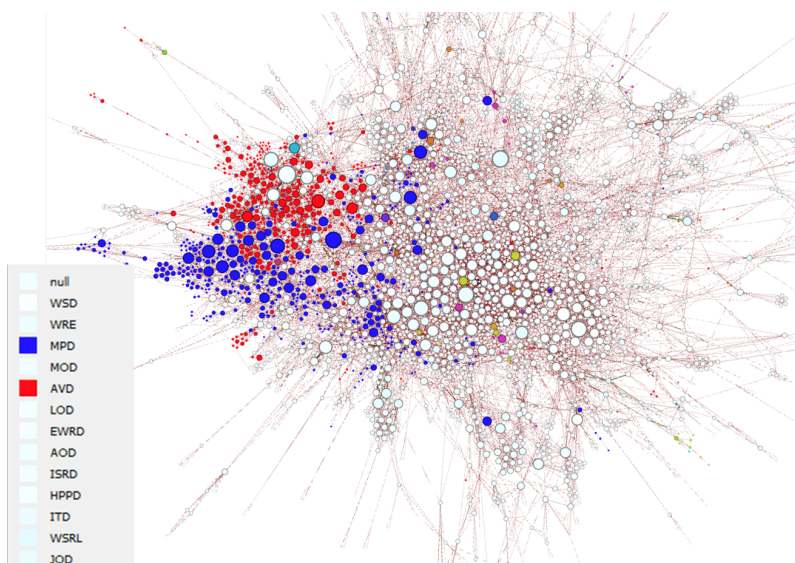 null
WSD
WRE
MPD
MOD
AVD
LOD
EWRD
AOD
ISRD
HPPD
ITD
WSRL
JOD